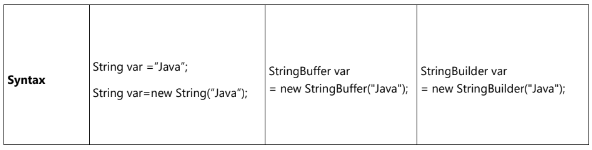 Syntax
String var ="Java";
String var=new String("Java");
StringBuffer var
= new StringBuffer("Java");
StringBuilder var
= new StringBuilder("Java");